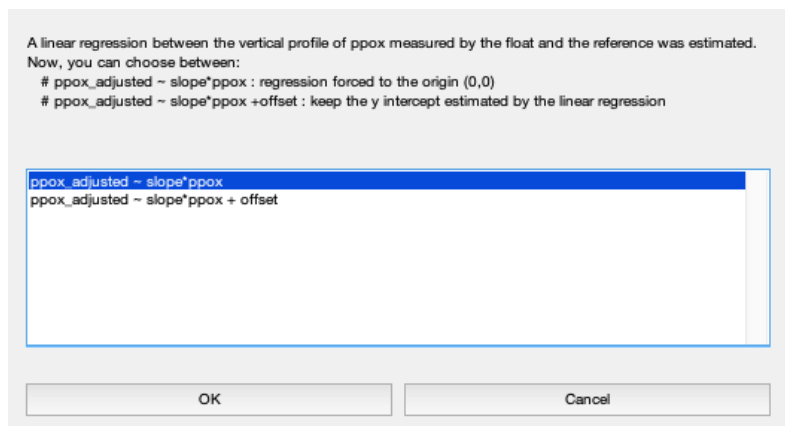 A linear regression between the vertical profile of ppox measured by the float and the reference was estimated.
Now, you can choose between:
# ppox_adjusted ~ slope*ppox : regression forced to the origin (0,0)
# ppox_adjusted ~ slope*ppox +offset : keep the y intercept estimated by the linear regression
ppox_adjusted ~ slope*ppox
ppox_adjusted ~ slope*ppox + offset
OK
Cancel